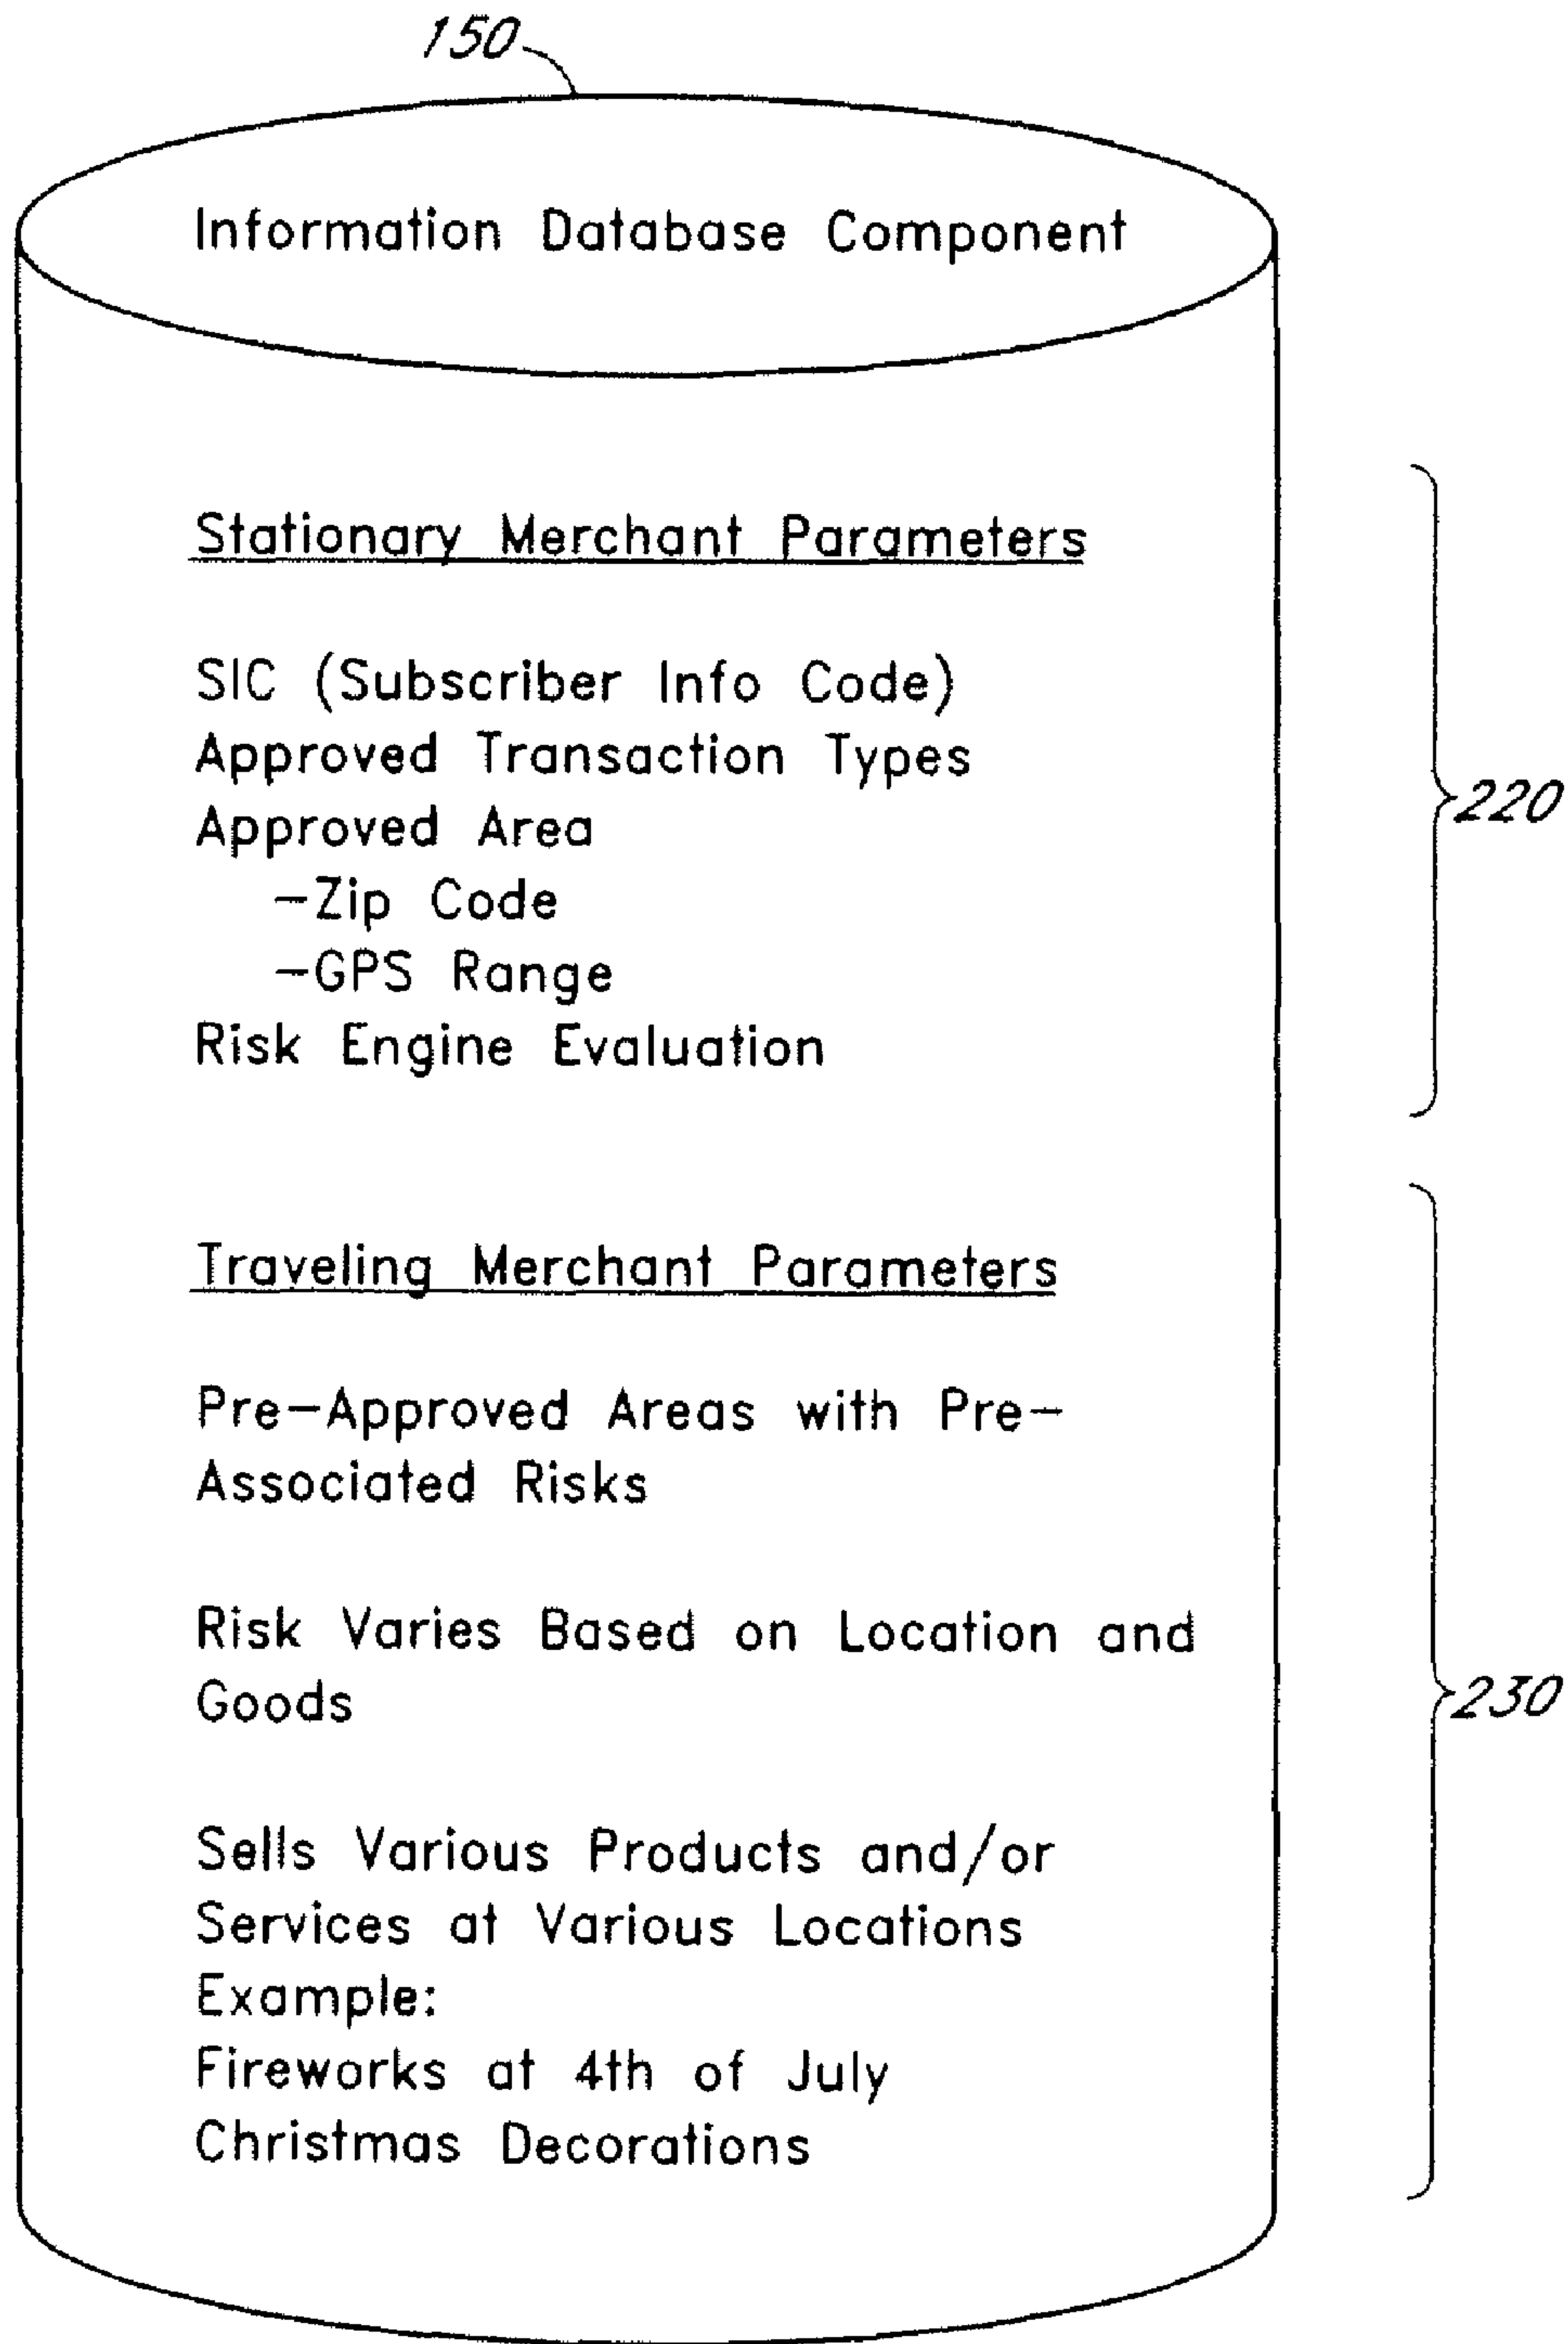 150
Information Database Component
Stationary Merchant Parameters
SIC (Subscriber Info Code)
Approved Transaction Types
Approved Area
-Zip Code
-GPS Range
Risk Engine Evaluation
220
Traveling Merchant Parameters
Pre-Approved Areas with Pre-
Associated Risks
Risk Varies Based on Location and
Goods
Sells Various Products and/or
Services at Various Locations
Example:
Fireworks at 4th of July
Christmas Decorations
230